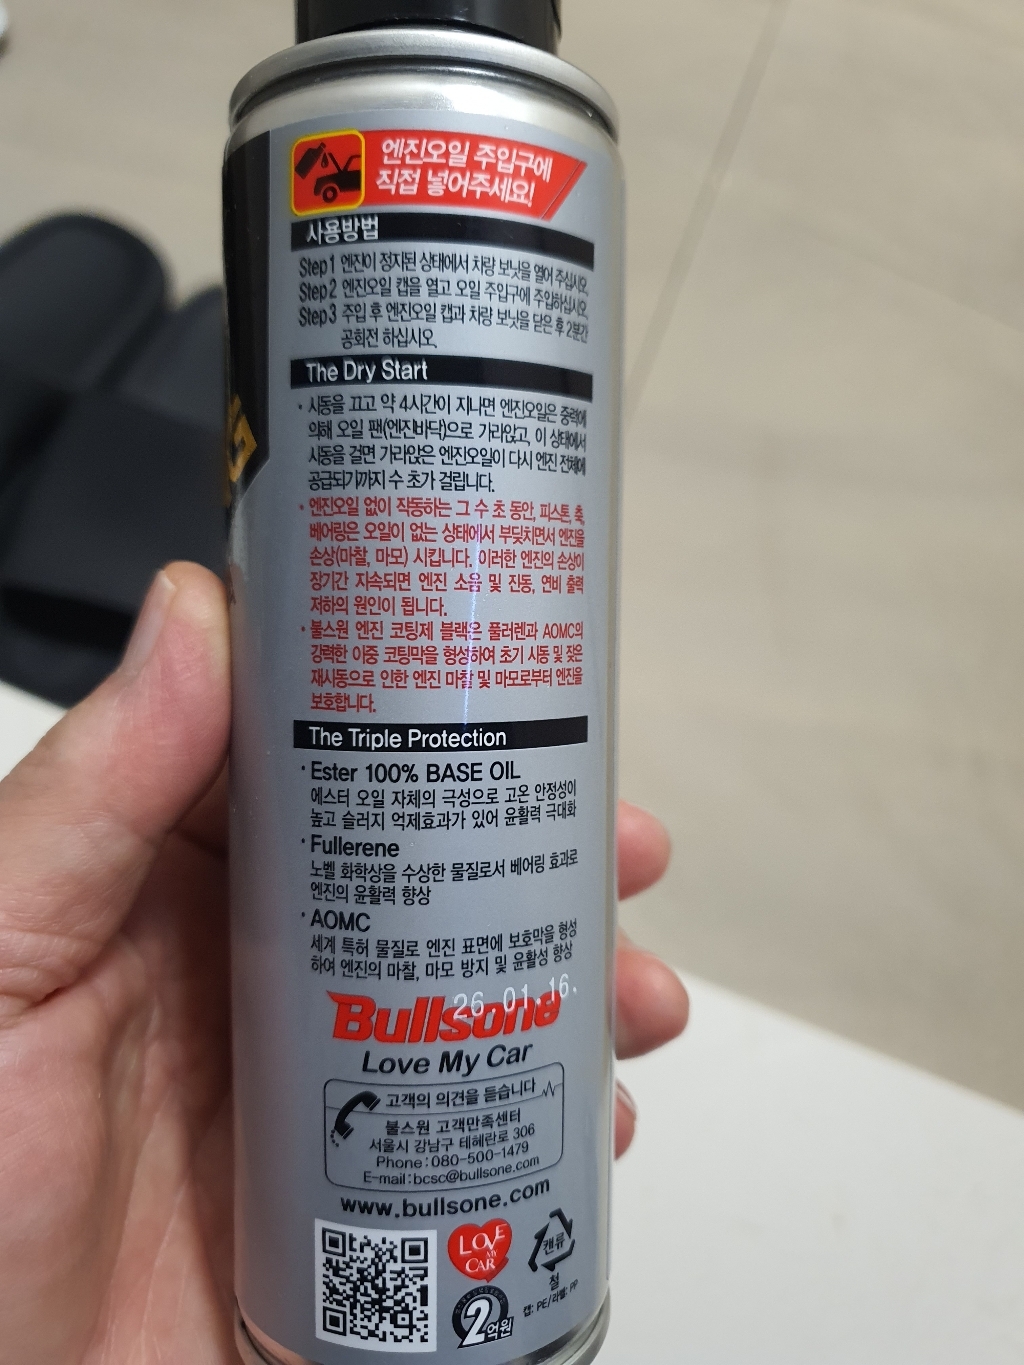 엔진오일 주입구에
직접 넣어주세요!
사용방법
Step1 엔진이 정지된 상태에서 차량 보닛을 열어 주십시오.
Step2 엔진오일 캡을 열고 오일 주입구에 주입하십시오.
Step3 주입 후 엔진오일 캡과 차량 보닛을 닫은 후 2분간
공회전 하십시오.
The Dry Start
· 시동을 끄고 약 4시간이 지나면 엔진오일은 중력에
의해 오일 팬(엔진바닥)으로 가라앉고, 이 상태에서
시동을 걸면 가라앉은 엔진오일이 다시 엔진 전체에
공급되기까지 수 초가 걸립니다.
· 엔진오일 없이 작동하는 그 수 초 동안, 피스톤, 축,
베어링은 오일이 없는 상태에서 부딪치면서 엔진을
손상(마찰, 마모) 시킵니다. 이러한 엔진의 손상이
장기간 지속되면 엔진 소음 및 진동, 연비 출력
저하의 원인이 됩니다.
· 불스원 엔진 코팅제 블랙은 풀러렌과 AOMC의
강력한 이중 코팅막을 형성하여 초기 시동 및 잦은
재시동으로 인한 엔진 마찰 및 마모로부터 엔진을
보호합니다.
The Triple Protection
· Ester 100% BASE OIL
에스터 오일 자체의 극성으로 고온 안정성이
높고 슬러지 억제효과가 있어 윤활력 극대화
· Fullerene
노벨 화학상을 수상한 물질로서 베어링 효과로
엔진의 윤활력 향상
· AOMC
세계 특허 물질로 엔진 표면에 보호막을 형성
하여 엔진의 마찰, 마모 방지 및 윤활성 향상
26.01.16.
Bullsone
Love My Car
고객의 의견을 듣습니다
불스원 고객만족센터
서울시 강남구 테헤란로 306
Phone:080-500-1479
E-mail:bcsc@bullsone.com
www.bullsone.com
LOVE
MY
CAR
캔류
철
캡: PE/라벨: PP
2억원